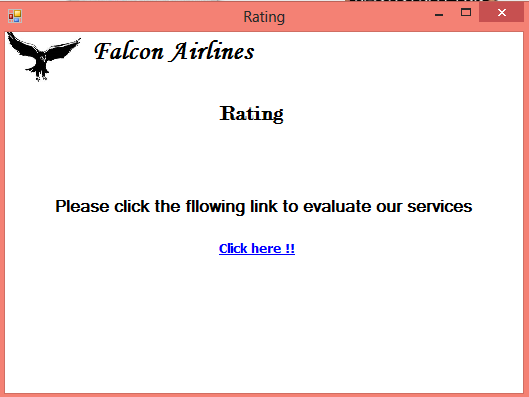 Rating
Falcon Airlines
Rating
Please click the fllowing link to evaluate our services
Click here !!